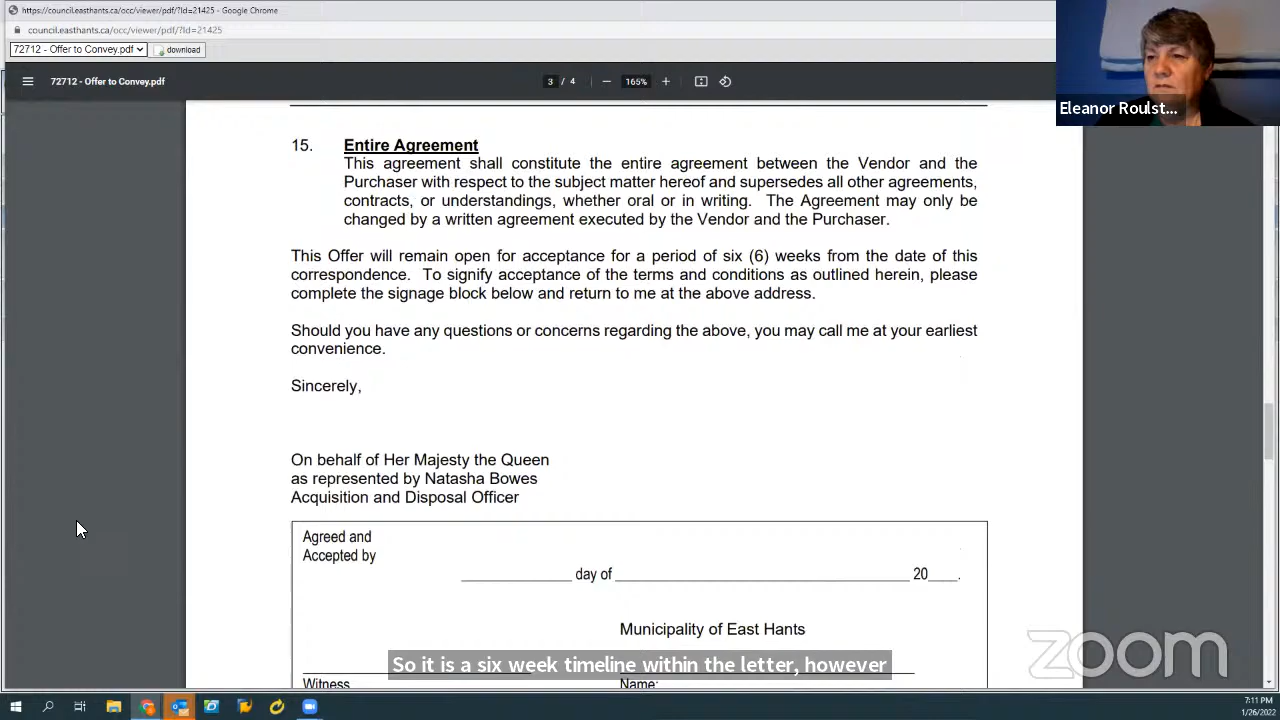 https://council.easthants.ca/occ/viewer/pdf/?Id=21425 - Google Chrome
council.easthants.ca/occ/viewer/pdf/?Id=21425
72712 - Offer to Convey.pdf
download
72712 - Offer to Convey.pdf
3 / 4
165%
Eleanor Roulst...
15. Entire Agreement
This agreement shall constitute the entire agreement between the Vendor and the
Purchaser with respect to the subject matter hereof and supersedes all other agreements,
contracts, or understandings, whether oral or in writing. The Agreement may only be
changed by a written agreement executed by the Vendor and the Purchaser.
This Offer will remain open for acceptance for a period of six (6) weeks from the date of this
correspondence. To signify acceptance of the terms and conditions as outlined herein, please
complete the signage block below and return to me at the above address.
Should you have any questions or concerns regarding the above, you may call me at your earliest
convenience.
Sincerely,
On behalf of Her Majesty the Queen
as represented by Natasha Bowes
Acquisition and Disposal Officer
Agreed and
Accepted by
____________ day of ________________________________ 20____.
Municipality of East Hants
So it is a six week timeline within the letter, however
Witness
Name:
zoom
7:11 PM
1/26/2022